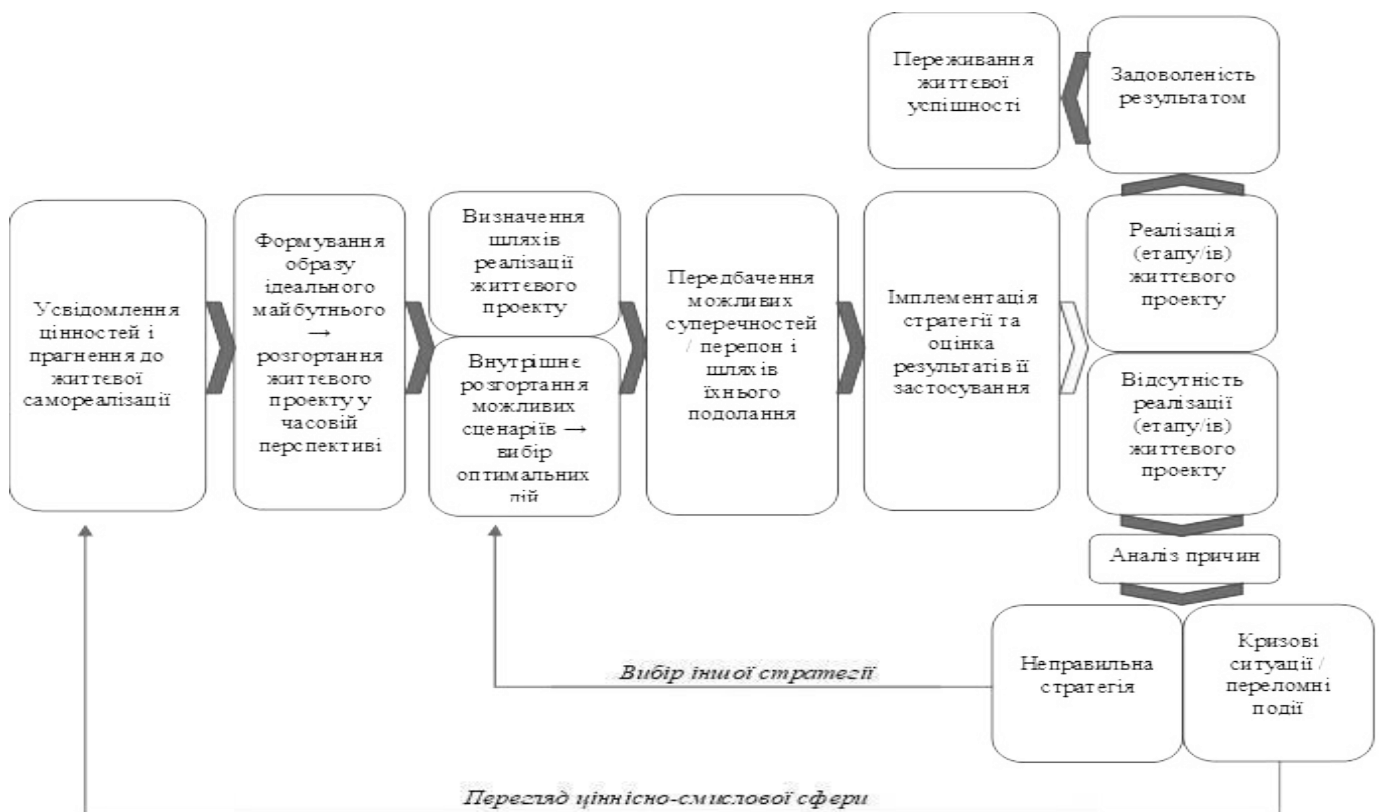 Переживання
життєвої
успішності
Задоволеність
результатом
Усвідомлення
цінностей і
прагнення до
життєвої
самореалізації
Формування
образу
ідеального
майбутнього
→
розгортання
життєвого
проекту у
часовій
перспективі
Визначення
шляхів
реалізації
життєвого
проекту
Внутрішнє
розгортання
можливих
сценаріїв →
вибір
оптимальних
дій
Передбачення
можливих
суперечностей
/ перепон і
шляхів
їхнього
подолання
Імплементація
стратегії та
оцінка
результатів її
застосування
Реалізація
(етапу/ів)
життєвого
проекту
Відсутність
реалізації
(етапу/ів)
життєвого
проекту
Аналіз причин
Неправильна
стратегія
Кризові
ситуації /
переломні
події
Вибір іншої стратегії
Перегляд ціннісно-смислової сфери